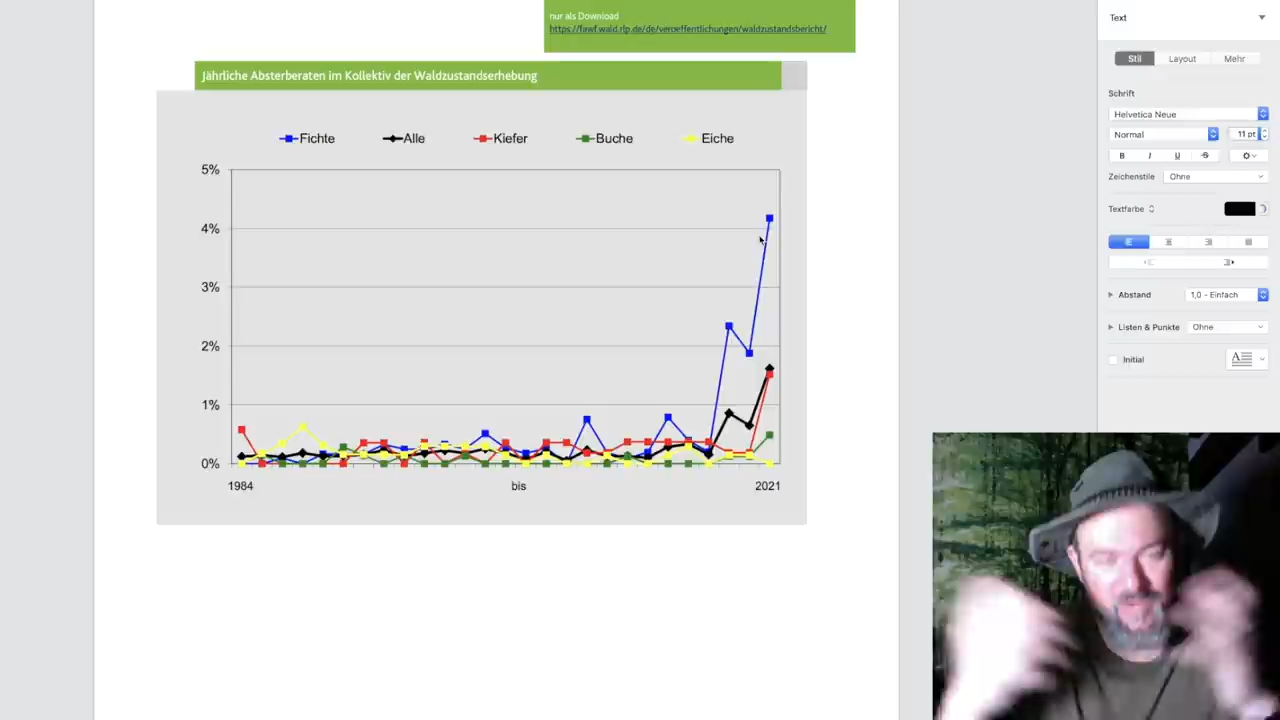 nur als Download
https://fawf.wald.rlp.de/de/veroeffentlichungen/waldzustandsbericht/
Jährliche Absterberaten im Kollektiv der Waldzustandserhebung
Fichte Alle Kiefer Buche Eiche
5%
4%
3%
2%
1%
0%
1984 bis 2021
Text
Stil Layout Mehr
Schrift
Helvetica Neue
Normal 11 pt
B I U S
Zeichenstile Ohne
Textfarbe
Abstand 1,0 - Einfach
Listen & Punkte Ohne
Initial A